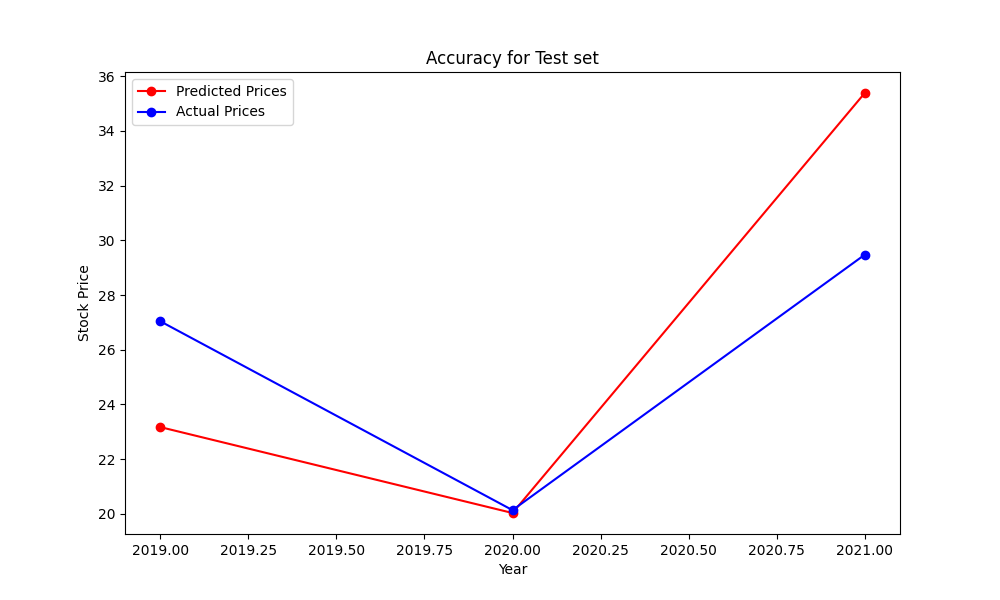 Accuracy for Test set
Predicted Prices
Actual Prices
36
34
32
30
28
26
24
22
20
Stock Price
2019.00 2019.25 2019.50 2019.75 2020.00 2020.25 2020.50 2020.75 2021.00
Year